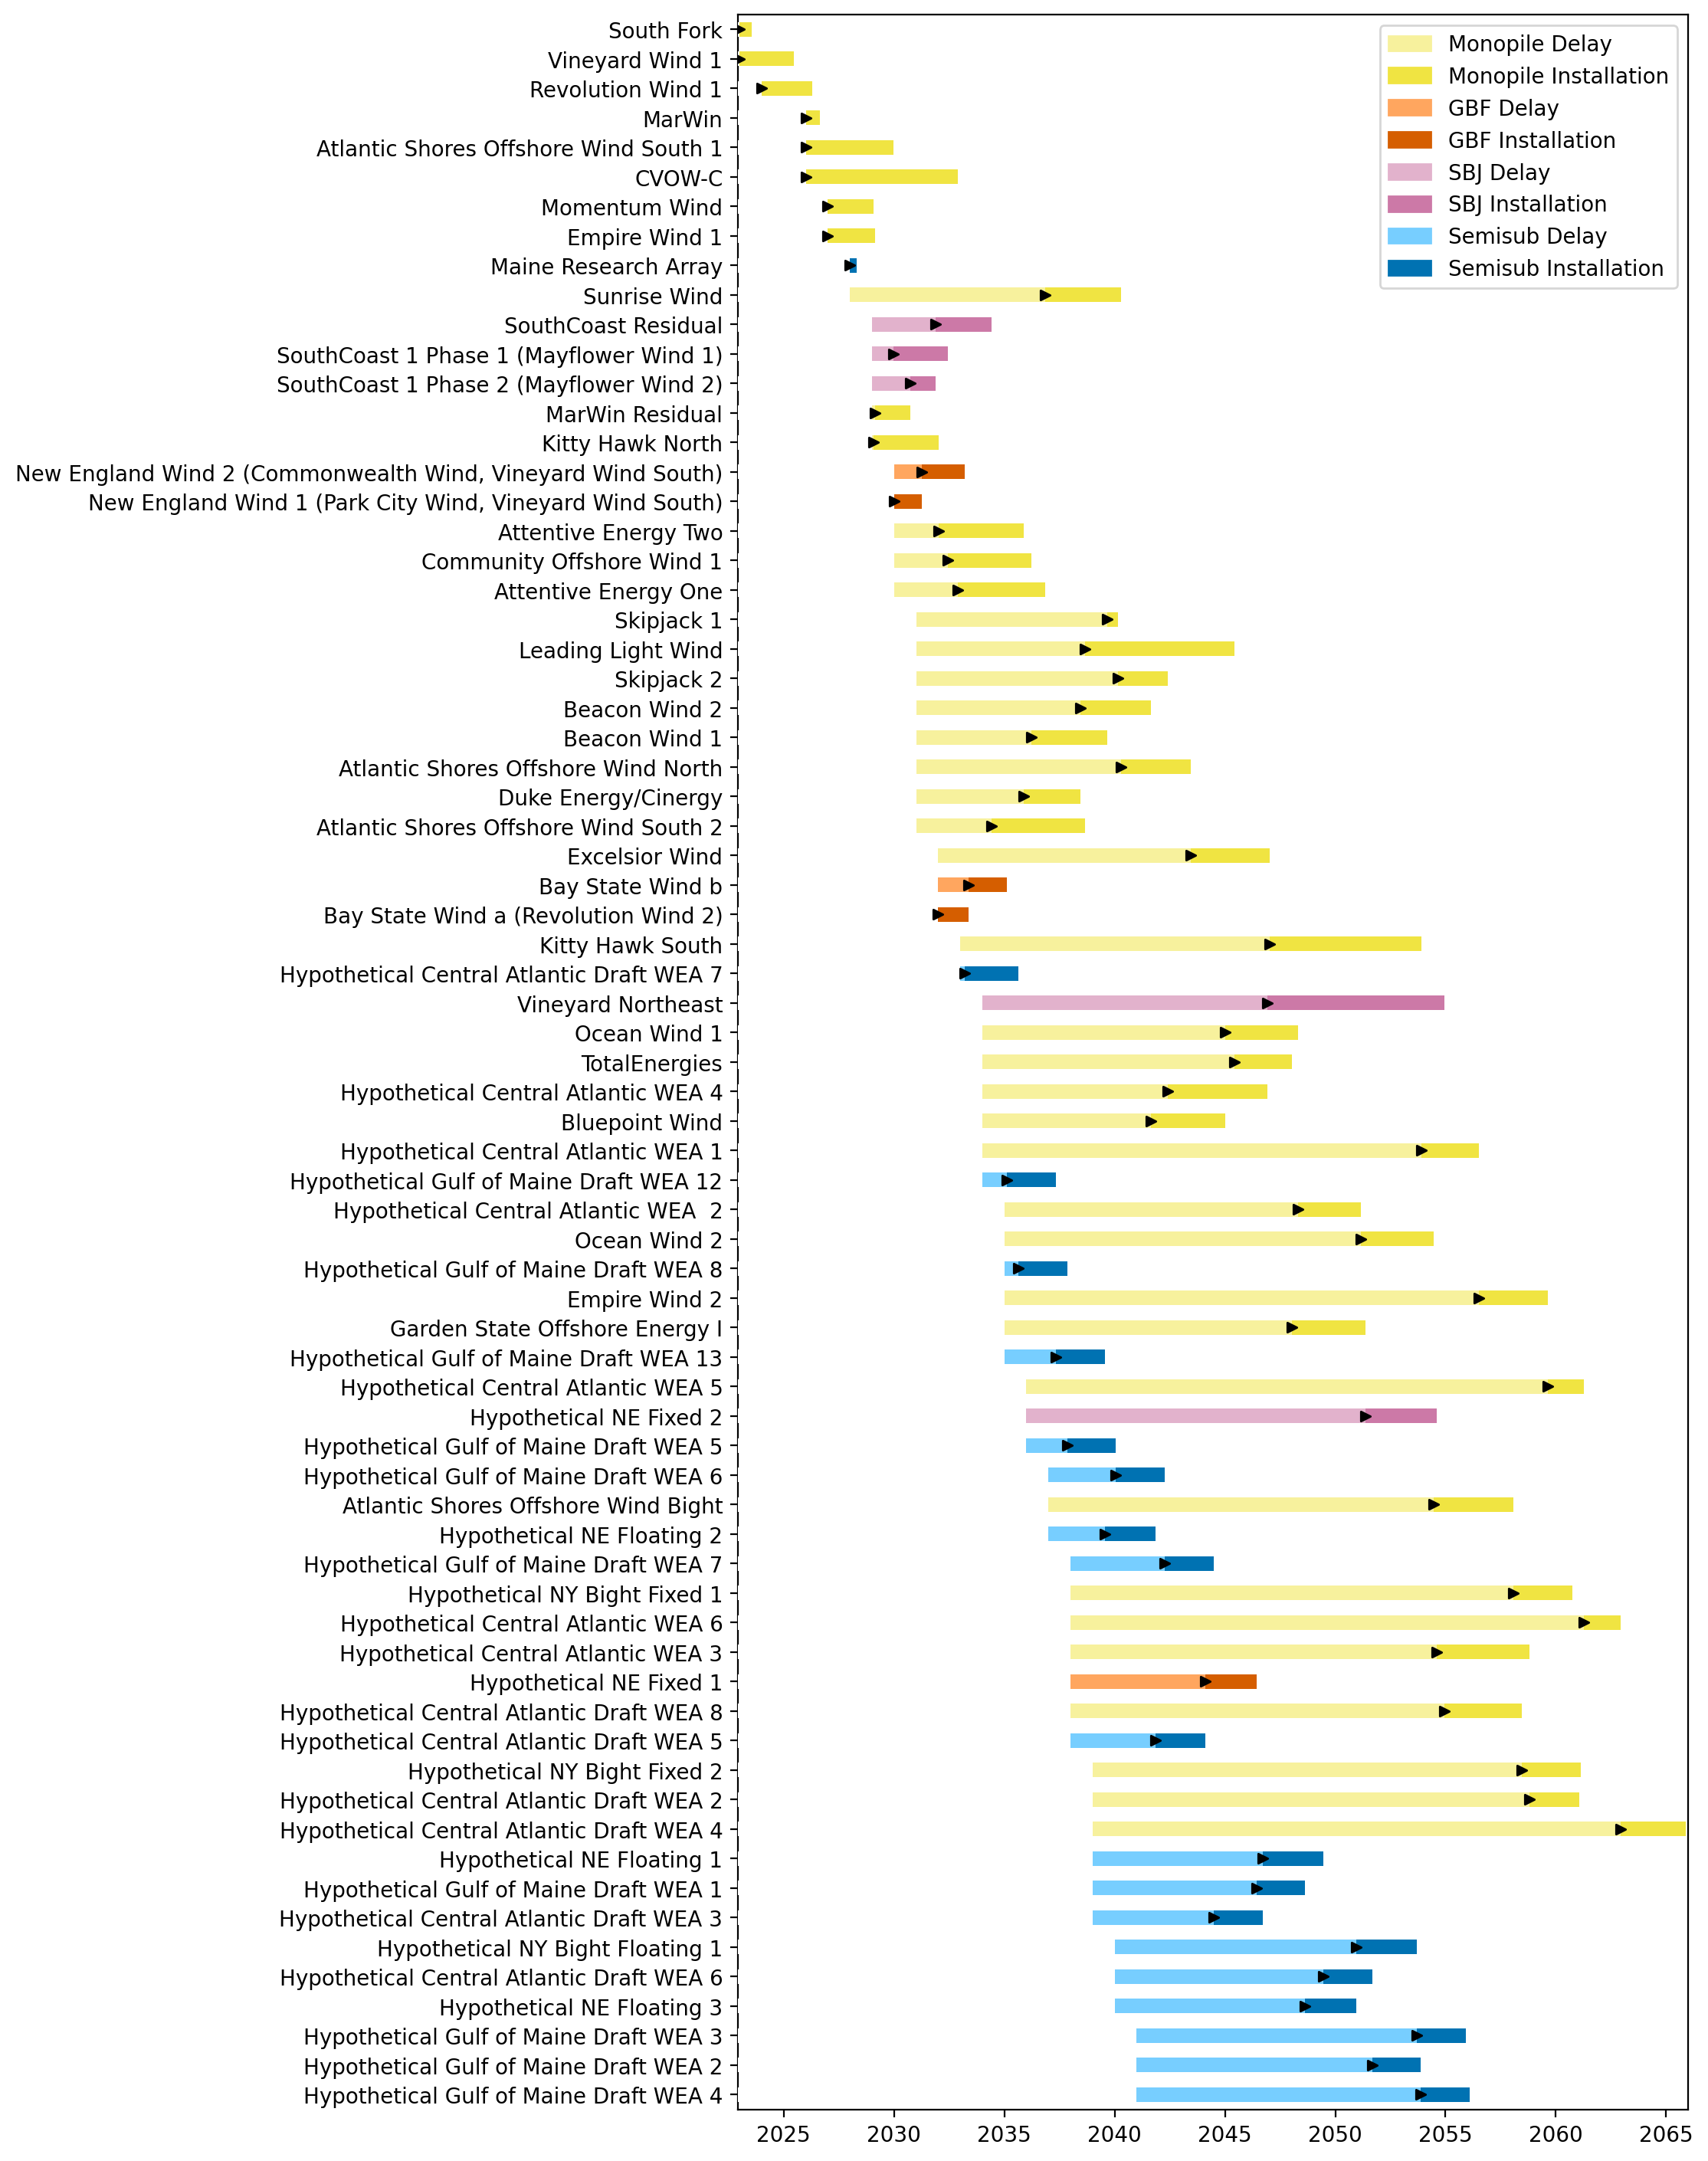 South Fork
Vineyard Wind 1
Revolution Wind 1
MarWin
Atlantic Shores Offshore Wind South 1
CVOW-C
Momentum Wind
Empire Wind 1
Maine Research Array
Sunrise Wind
SouthCoast Residual
SouthCoast 1 Phase 1 (Mayflower Wind 1)
SouthCoast 1 Phase 2 (Mayflower Wind 2)
MarWin Residual
Kitty Hawk North
New England Wind 2 (Commonwealth Wind, Vineyard Wind South)
New England Wind 1 (Park City Wind, Vineyard Wind South)
Attentive Energy Two
Community Offshore Wind 1
Attentive Energy One
Skipjack 1
Leading Light Wind
Skipjack 2
Beacon Wind 2
Beacon Wind 1
Atlantic Shores Offshore Wind North
Duke Energy/Cinergy
Atlantic Shores Offshore Wind South 2
Excelsior Wind
Bay State Wind b
Bay State Wind a (Revolution Wind 2)
Kitty Hawk South
Hypothetical Central Atlantic Draft WEA 7
Vineyard Northeast
Ocean Wind 1
TotalEnergies
Hypothetical Central Atlantic WEA 4
Bluepoint Wind
Hypothetical Central Atlantic WEA 1
Hypothetical Gulf of Maine Draft WEA 12
Hypothetical Central Atlantic WEA  2
Ocean Wind 2
Hypothetical Gulf of Maine Draft WEA 8
Empire Wind 2
Garden State Offshore Energy I
Hypothetical Gulf of Maine Draft WEA 13
Hypothetical Central Atlantic WEA 5
Hypothetical NE Fixed 2
Hypothetical Gulf of Maine Draft WEA 5
Hypothetical Gulf of Maine Draft WEA 6
Atlantic Shores Offshore Wind Bight
Hypothetical NE Floating 2
Hypothetical Gulf of Maine Draft WEA 7
Hypothetical NY Bight Fixed 1
Hypothetical Central Atlantic WEA 6
Hypothetical Central Atlantic WEA 3
Hypothetical NE Fixed 1
Hypothetical Central Atlantic Draft WEA 8
Hypothetical Central Atlantic Draft WEA 5
Hypothetical NY Bight Fixed 2
Hypothetical Central Atlantic Draft WEA 2
Hypothetical Central Atlantic Draft WEA 4
Hypothetical NE Floating 1
Hypothetical Gulf of Maine Draft WEA 1
Hypothetical Central Atlantic Draft WEA 3
Hypothetical NY Bight Floating 1
Hypothetical Central Atlantic Draft WEA 6
Hypothetical NE Floating 3
Hypothetical Gulf of Maine Draft WEA 3
Hypothetical Gulf of Maine Draft WEA 2
Hypothetical Gulf of Maine Draft WEA 4
Monopile Delay
Monopile Installation
GBF Delay
GBF Installation
SBJ Delay
SBJ Installation
Semisub Delay
Semisub Installation
2025 2030 2035 2040 2045 2050 2055 2060 2065